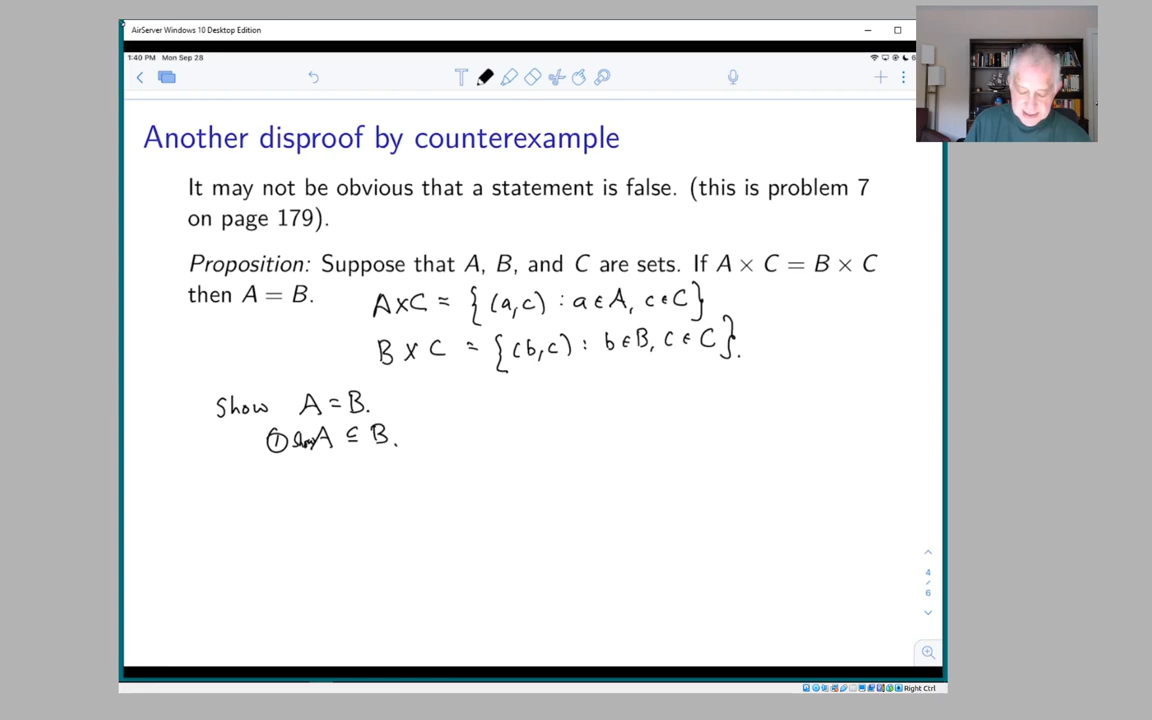 AirServer Windows 10 Desktop Edition
1:40 PM Mon Sep 28
Another disproof by counterexample
It may not be obvious that a statement is false. (this is problem 7
on page 179).
Proposition: Suppose that A, B, and C are sets. If A × C = B × C
then A = B.
A×C = { (a,c) : a ∈ A, c ∈ C }
B × C = { (b,c) : b ∈ B, c ∈ C }.
Show A = B.
① Show A ⊆ B.
4
6
Right Ctrl